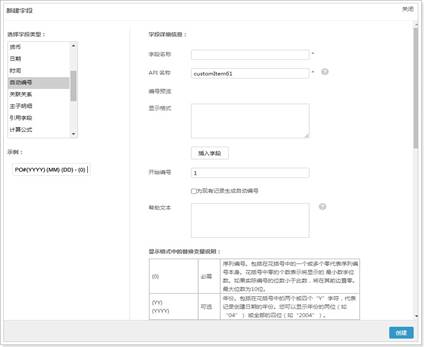 新建字段
关闭
选择字段类型：
货币
日期
时间
自动编号
关联关系
主子明细
引用字段
计算公式
示例：
PO#{YYYY} {MM} {DD} - {0}
字段详细信息：
字段名称
*
API 名称
customItem61
*
编号预览
显示格式
插入字段
开始编号
1
为现有记录生成自动编号
帮助文本
显示格式中的替换变量说明：
{0}
必需
序列编号。包括在花括号中的一个或多个零代表序列编号本身。花括号中零的个数表示将显示的 最小数字位数。如果实际编号的位数小于此数，将在其前边置零。最大位数为10位。
{YY}
{YYYY}
可选
年份。包括在花括号中的两个或四个“Y”字符，代表记录创建日期的年份。您可以显示年份的两位（如“04”）或全部的四位（如“2004”）。
创建